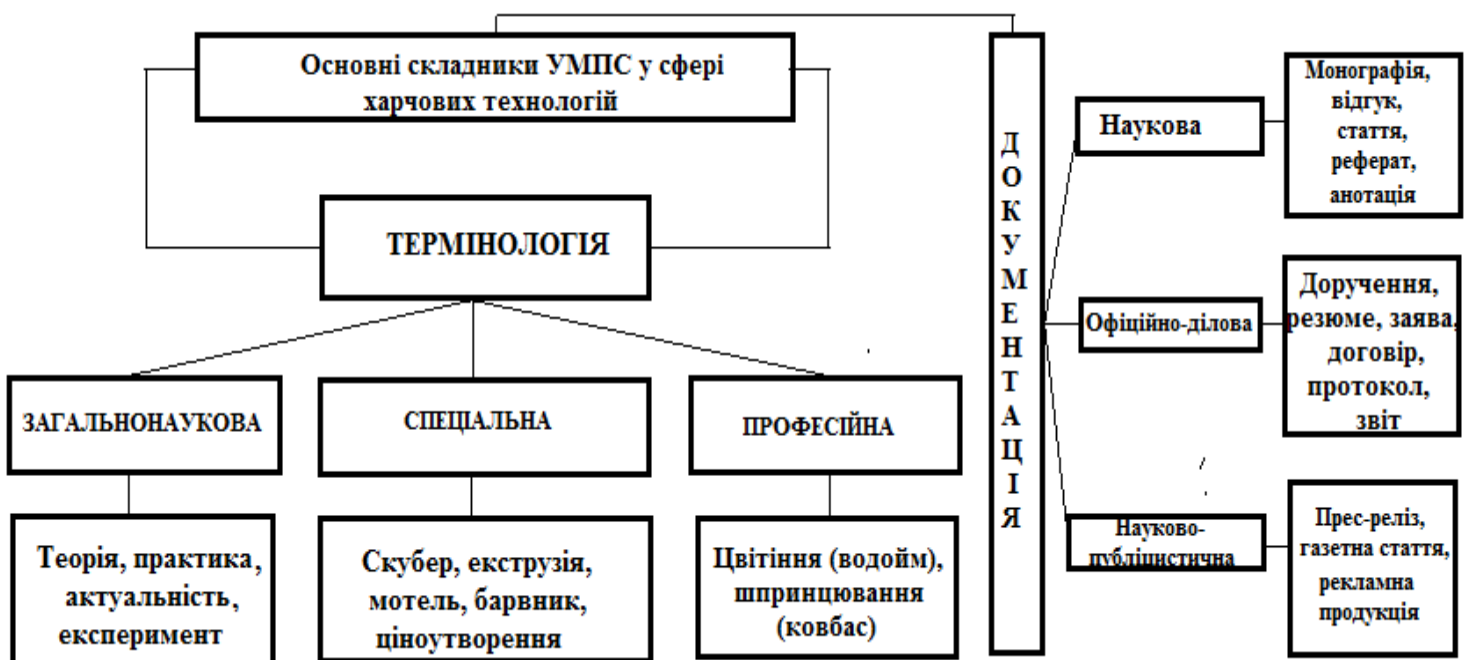 Основні складники УМПС у сфері
харчових технологій
ТЕРМІНОЛОГІЯ
ЗАГАЛЬНОНАУКОВА
СПЕЦІАЛЬНА
ПРОФЕСІЙНА
Теорія, практика,
актуальність,
експеримент
Скубер, екструзія,
мотель, барвник,
ціноутворення
Цвітіння (водойм),
шпринцювання
(ковбас)
ДОКУМЕНТАЦІЯ
Наукова
Монографія,
відгук,
стаття,
реферат,
анотація
Офіційно-ділова
Доручення,
резюме, заява,
договір,
протокол,
звіт
Науково-
публіцистична
Прес-реліз,
газетна стаття,
рекламна
продукція